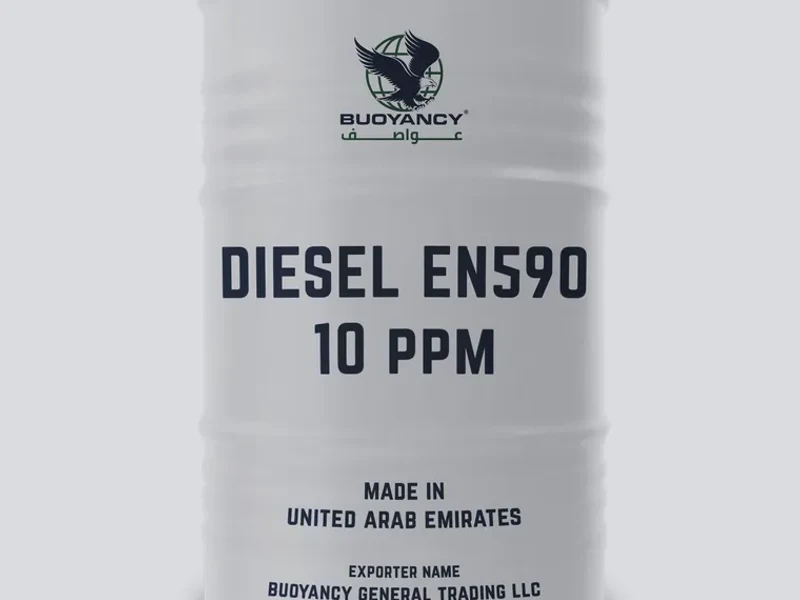 BUOYANCY®
عواصف
DIESEL EN590
10 PPM
MADE IN
UNITED ARAB EMIRATES
EXPORTER NAME
BUOYANCY GENERAL TRADING LLC